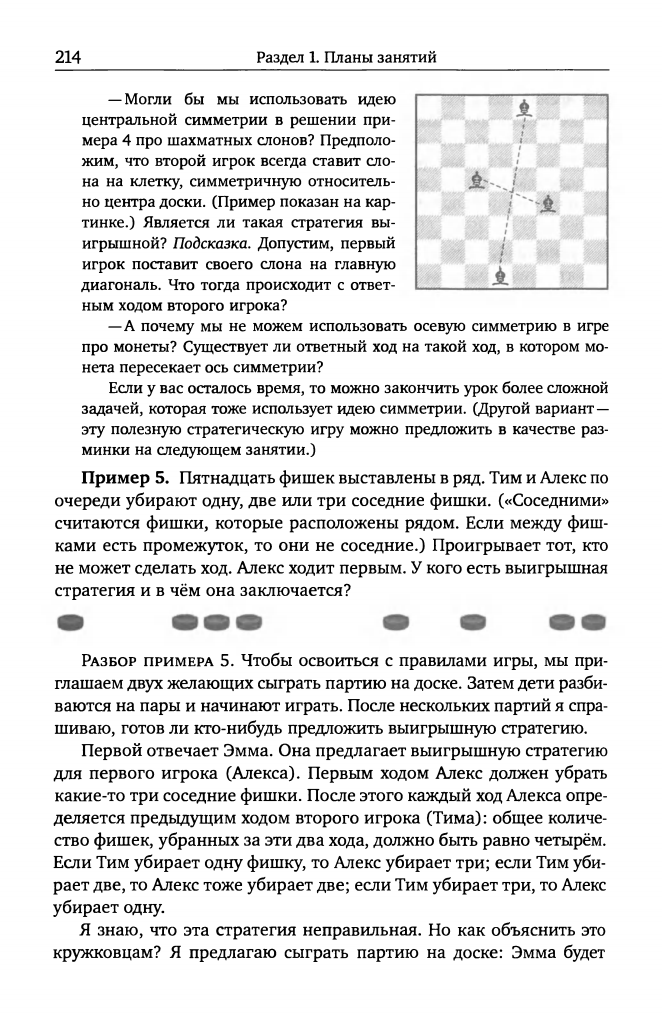 214
Раздел 1. Планы занятий
— Могли бы мы использовать идею
центральной симметрии в решении при-
мера 4 про шахматных слонов? Предполо-
жим, что второй игрок всегда ставит сло-
на на клетку, симметричную относитель-
но центра доски. (Пример показан на кар-
тинке.) Является ли такая стратегия вы-
игрышной? Подсказка. Допустим, первый
игрок поставит своего слона на главную
диагональ. Что тогда происходит с ответ-
ным ходом второго игрока?
— А почему мы не можем использовать осевую симметрию в игре
про монеты? Существует ли ответный ход на такой ход, в котором мо-
нета пересекает ось симметрии?
Если у вас осталось время, то можно закончить урок более сложной
задачей, которая тоже использует идею симметрии. (Другой вариант —
эту полезную стратегическую игру можно предложить в качестве раз-
минки на следующем занятии.)
Пример 5. Пятнадцать фишек выставлены в ряд. Тим и Алекс по
очереди убирают одну, две или три соседние фишки. («Соседними»
считаются фишки, которые расположены рядом. Если между фиш-
ками есть промежуток, то они не соседние.) Проигрывает тот, кто
не может сделать ход. Алекс ходит первым. У кого есть выигрышная
стратегия и в чём она заключается?
Разбор примера 5. Чтобы освоиться с правилами игры, мы при-
глашаем двух желающих сыграть партию на доске. Затем дети разби-
ваются на пары и начинают играть. После нескольких партий я спра-
шиваю, готов ли кто-нибудь предложить выигрышную стратегию.
Первой отвечает Эмма. Она предлагает выигрышную стратегию
для первого игрока (Алекса). Первым ходом Алекс должен убрать
какие-то три соседние фишки. После этого каждый ход Алекса опре-
деляется предыдущим ходом второго игрока (Тима): общее количе-
ство фишек, убранных за эти два хода, должно быть равно четырём.
Если Тим убирает одну фишку, то Алекс убирает три; если Тим уби-
рает две, то Алекс тоже убирает две; если Тим убирает три, то Алекс
убирает одну.
Я знаю, что эта стратегия неправильная. Но как объяснить это
кружковцам? Я предлагаю сыграть партию на доске: Эмма будет